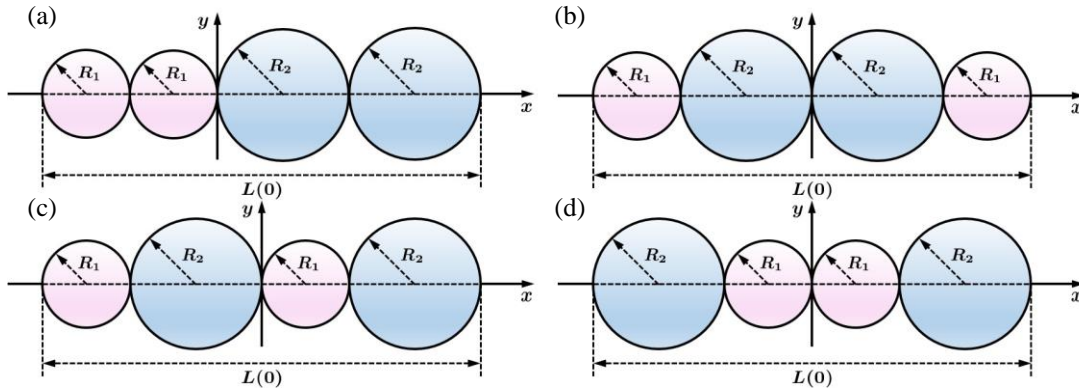 (a)
y
R₁
R₁
R₂
R₂
x
L(0)
(b)
y
R₁
R₂
R₂
R₁
x
L(0)
(c)
y
R₁
R₂
R₁
R₂
x
L(0)
(d)
y
R₂
R₁
R₁
R₂
x
L(0)